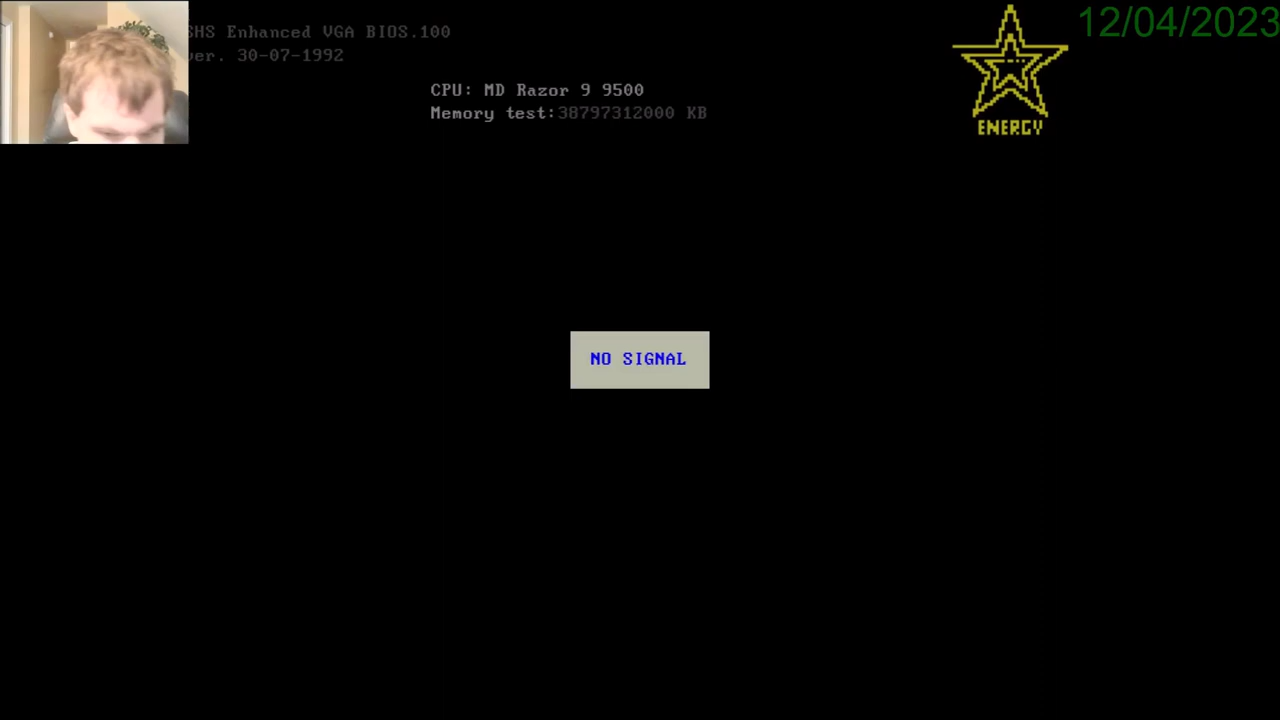 SHS Enhanced VGA BIOS.100
ver. 30-07-1992
12/04/2023
CPU: MD Razor 9 9500
Memory test:38797312000 KB
ENERGY
NO SIGNAL